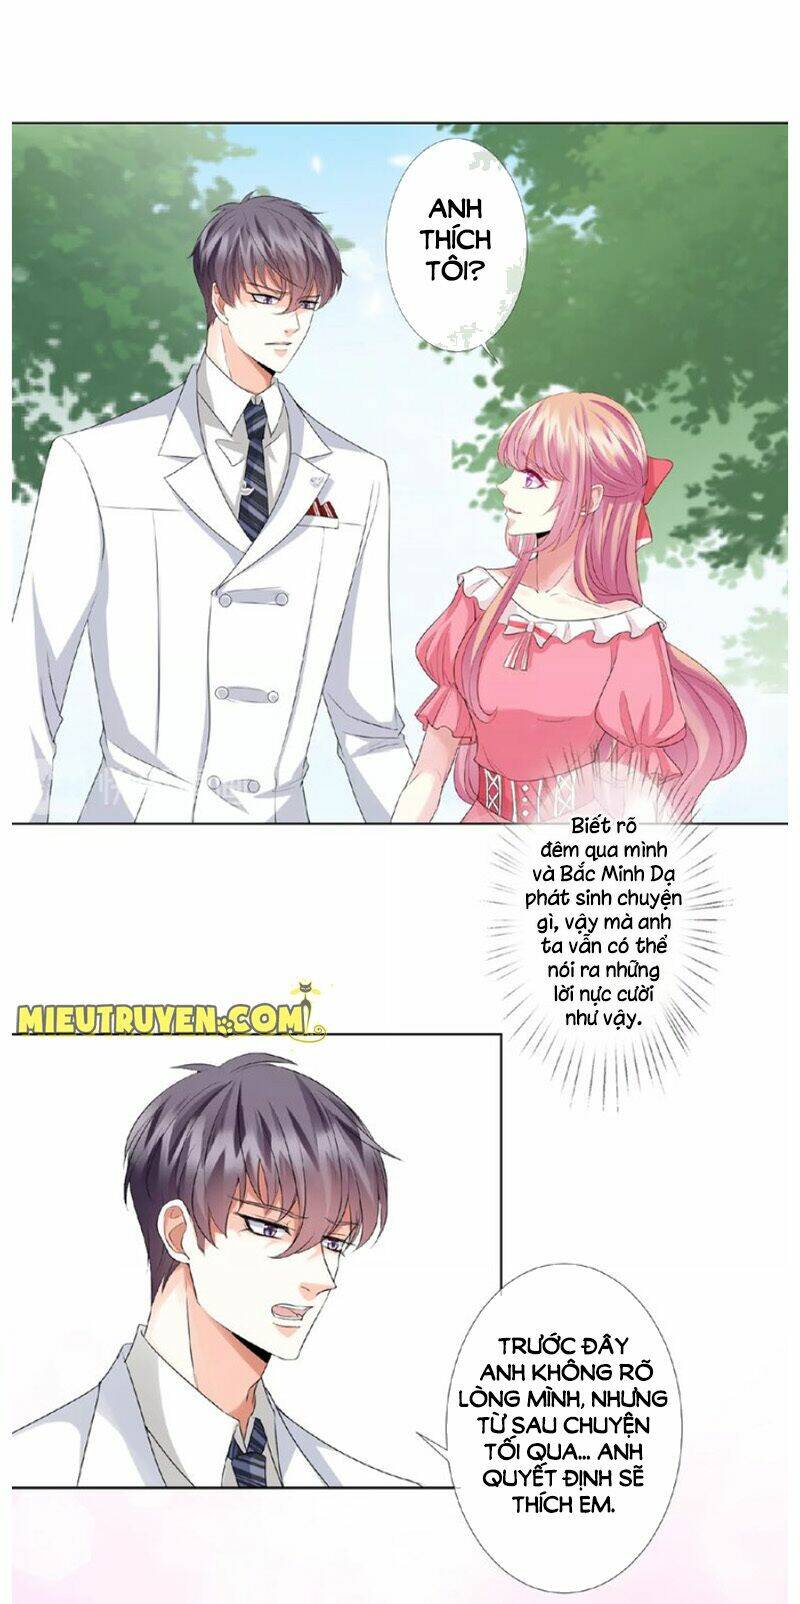 ANH
THÍCH
TÔI?
Biết rõ
đêm qua mình
và Bắc Minh Dạ
phát sinh chuyện
gì, vậy mà anh
ta vẫn có thể
nói ra những
lời nực cười
như vậy.
MIEUTRUYEN.COM
TRƯỚC ĐÂY
ANH KHÔNG RÕ
LÒNG MÌNH, NHƯNG
TỪ SAU CHUYỆN
TỐI QUA... ANH
QUYẾT ĐỊNH SẼ
THÍCH EM.